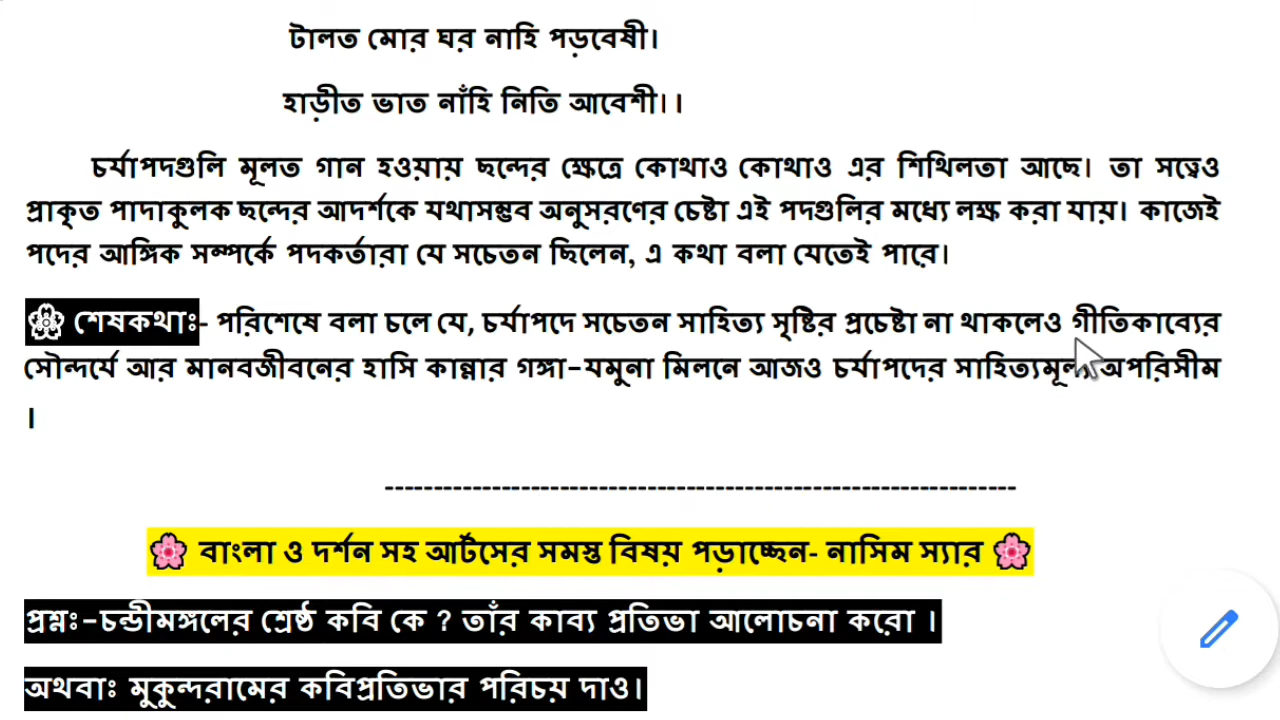 টালত মোর ঘর নাহি পড়বেষী।
হাড়ীত ভাত নাঁহি নিতি আবেশী।।
চর্যাপদগুলি মূলত গান হওয়ায় ছন্দের ক্ষেত্রে কোথাও কোথাও এর শিথিলতা আছে। তা সত্ত্বেও
প্রাকৃত পাদাকুলক ছন্দের আদর্শকে যথাসম্ভব অনুসরণের চেষ্টা এই পদগুলির মধ্যে লক্ষ করা যায়। কাজেই
পদের আঙ্গিক সম্পর্কে পদকর্তারা যে সচেতন ছিলেন, এ কথা বলা যেতেই পারে।
শেষকথাঃ- পরিশেষে বলা চলে যে, চর্যাপদে সচেতন সাহিত্য সৃষ্টির প্রচেষ্টা না থাকলেও গীতিকাব্যের
সৌন্দর্যে আর মানবজীবনের হাসি কান্নার গঙ্গা-যমুনা মিলনে আজও চর্যাপদের সাহিত্যমূল্য অপরিসীম
।
---------------------------------------------------------------
বাংলা ও দর্শন সহ আর্টসের সমস্ত বিষয় পড়াচ্ছেন- নাসিম স্যার
প্রশ্নঃ-চন্ডীমঙ্গলের শ্রেষ্ঠ কবি কে ? তাঁর কাব্য প্রতিভা আলোচনা করো ।
অথবাঃ মুকুন্দরামের কবিপ্রতিভার পরিচয় দাও।